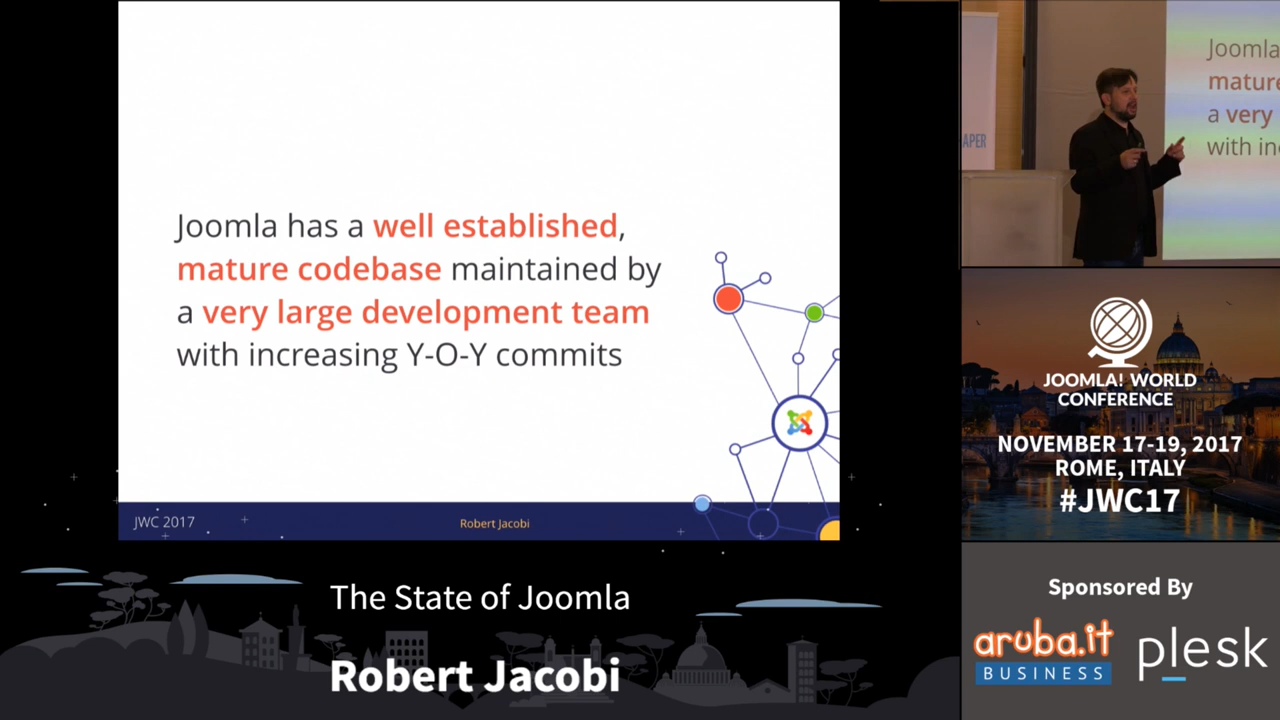 Joomla has a well established,
mature codebase maintained by
a very large development team
with increasing Y-O-Y commits
JWC 2017
Robert Jacobi
The State of Joomla
Robert Jacobi
APER
Joomla
mature
a very
with in
JOOMLA! WORLD
CONFERENCE
NOVEMBER 17-19, 2017
ROME, ITALY
#JWC17
Sponsored By
aruba.it
BUSINESS
plesk